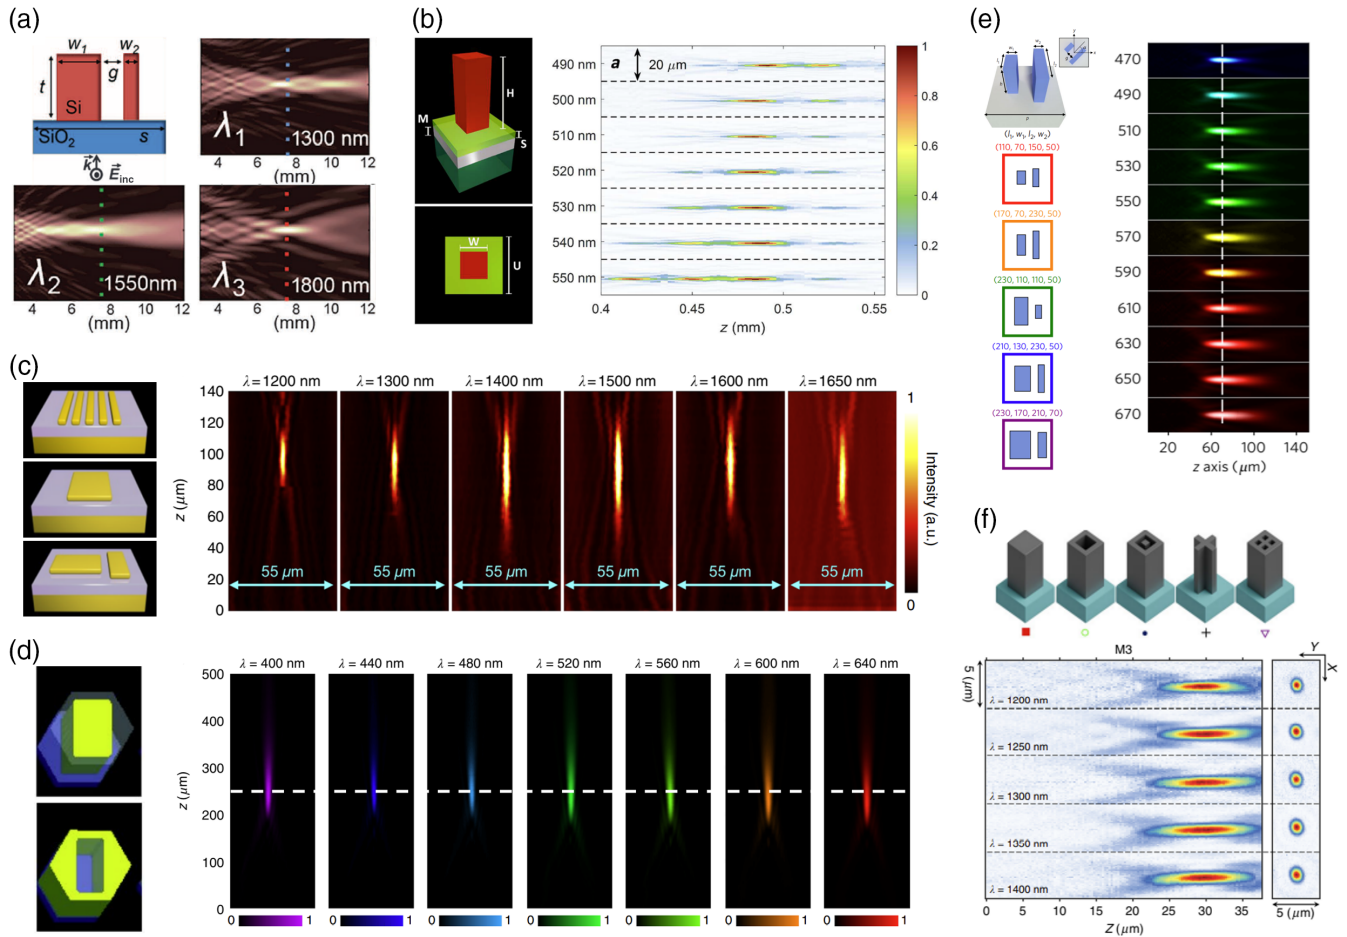 (a)
w1 w2
g
t
Si
SiO2
s
k Einc
λ1 1300 nm
4 6 8 10 12
(mm)
λ2 1550nm
4 6 8 10 12
(mm)
λ3 1800 nm
4 6 8 10 12
(mm)
(b)
H
M
S
W
U
a 20 μm
490 nm
500 nm
510 nm
520 nm
530 nm
540 nm
550 nm
0.4 0.45 0.5 0.55
z (mm)
1
0.8
0.6
0.4
0.2
0
(c)
λ = 1200 nm λ = 1300 nm λ = 1400 nm λ = 1500 nm λ = 1600 nm λ = 1650 nm
140
120
100
80
60
40
20
0
z (μm)
55 μm 55 μm 55 μm 55 μm 55 μm 55 μm
1
Intensity (a.u.)
0
(d)
λ = 400 nm λ = 440 nm λ = 480 nm λ = 520 nm λ = 560 nm λ = 600 nm λ = 640 nm
500
400
300
200
100
0
z (μm)
0 1 0 1 0 1 0 1 0 1 0 1 0 1
(e)
(l1, w1, l2, w2)
(110, 70, 150, 50)
(170, 70, 230, 50)
(230, 110, 110, 50)
(210, 130, 230, 50)
(230, 170, 210, 70)
470
490
510
530
550
570
590
610
630
650
670
20 60 100 150
z axis (μm)
(f)
M3
Y
X
5 (μm)
λ = 1200 nm
λ = 1250 nm
λ = 1300 nm
λ = 1350 nm
λ = 1400 nm
0 5 10 15 20 25 30 35
Z (μm)
5 (μm)